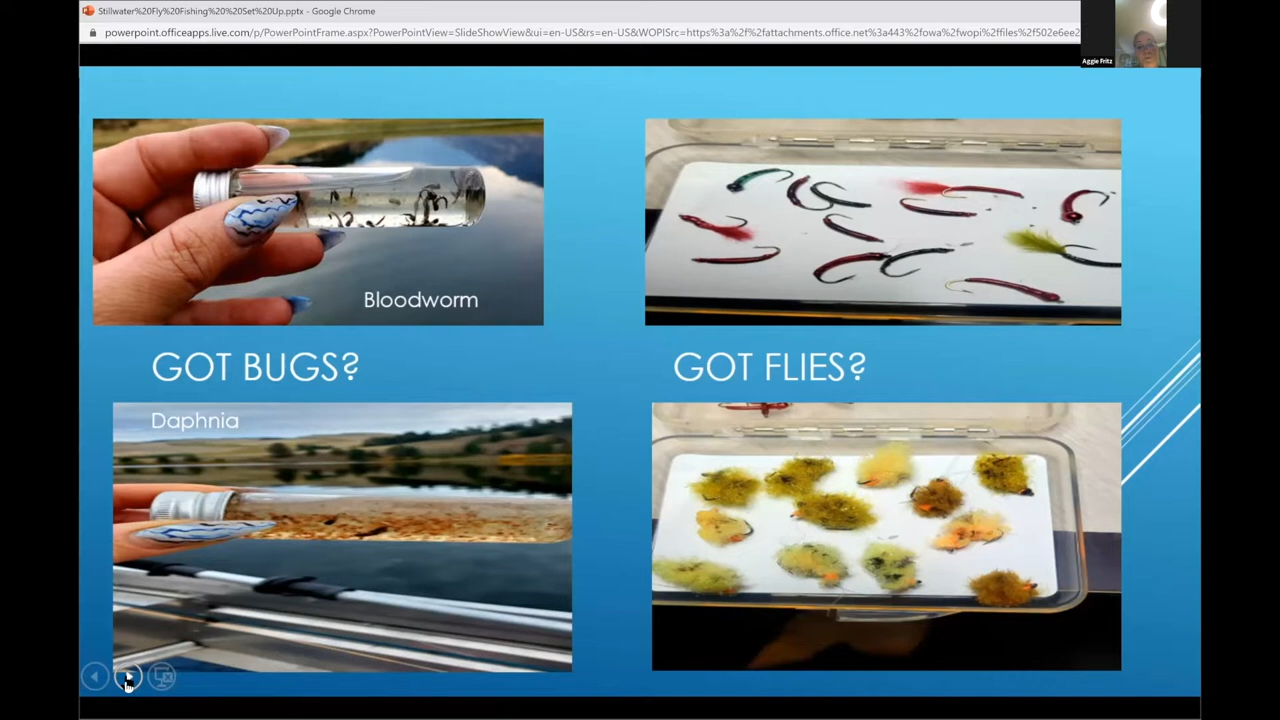 Stillwater%20Fly%20Fishing%20%20Set%20Up.pptx - Google Chrome
powerpoint.officeapps.live.com/p/PowerPointFrame.aspx?PowerPointView=SlideShowView&ui=en-US&rs=en-US&WOPISrc=https%3a%2f%2fattachments.office.net%3a443%2fowa%2fwopi%2ffiles%2f502e6ee2
Aggie Fritz
Bloodworm
GOT BUGS?
GOT FLIES?
Daphnia